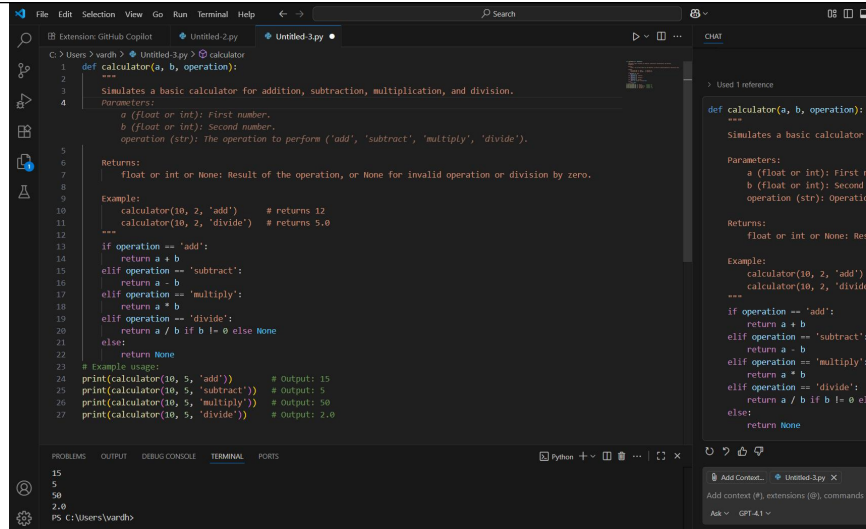 File Edit Selection View Go Run Terminal Help
Search
Extension: GitHub Copilot
Untitled-2.py
Untitled-3.py
C: > Users > vardh > Untitled-3.py > calculator
1 def calculator(a, b, operation):
2 """
3 Simulates a basic calculator for addition, subtraction, multiplication, and division.
4 Parameters:
a (float or int): First number.
b (float or int): Second number.
operation (str): The operation to perform ('add', 'subtract', 'multiply', 'divide').
5
6 Returns:
7 float or int or None: Result of the operation, or None for invalid operation or division by zero.
8
9 Example:
10 calculator(10, 2, 'add') # returns 12
11 calculator(10, 2, 'divide') # returns 5.0
12 """
13 if operation == 'add':
14 return a + b
15 elif operation == 'subtract':
16 return a - b
17 elif operation == 'multiply':
18 return a * b
19 elif operation == 'divide':
20 return a / b if b != 0 else None
21 else:
22 return None
23 # Example usage:
24 print(calculator(10, 5, 'add')) # Output: 15
25 print(calculator(10, 5, 'subtract')) # Output: 5
26 print(calculator(10, 5, 'multiply')) # Output: 50
27 print(calculator(10, 5, 'divide')) # Output: 2.0
PROBLEMS OUTPUT DEBUG CONSOLE TERMINAL PORTS
Python
15
5
50
2.0
PS C:\Users\vardh>
1
CHAT
Used 1 reference
def calculator(a, b, operation):
"""
Simulates a basic calculator
Parameters:
a (float or int): First
b (float or int): Second
operation (str):
Returns:
float or int or None:
Example:
calculator(10, 2, 'add')
calculator(10, 2,
"""
if operation == 'add':
return a + b
elif operation == 'subtract':
return a - b
elif operation == 'multiply':
return a * b
elif operation == 'divide':
return a / b if b != 0
else:
return None
Add Context... Untitled-3.py
Add context (#), extensions (@), commands
Ask GPT-4.1